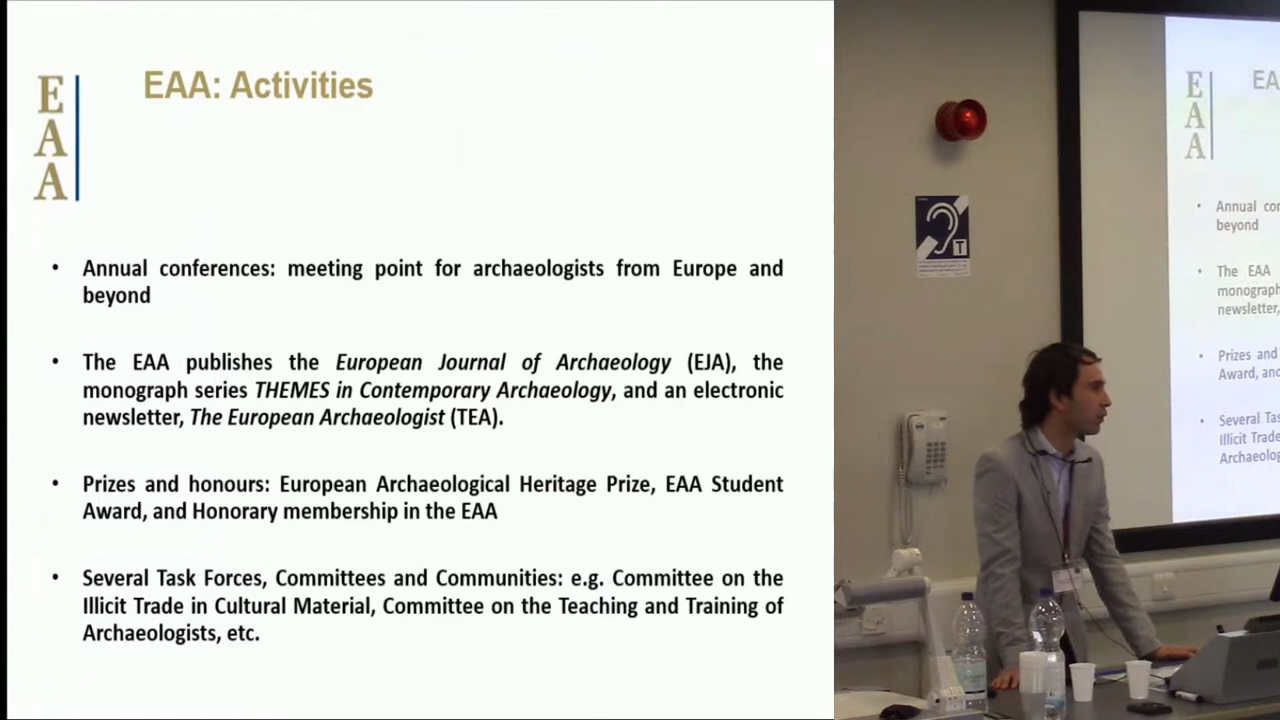 EAA: Activities
E
A
A
• Annual conferences: meeting point for archaeologists from Europe and
beyond
• The EAA publishes the European Journal of Archaeology (EJA), the
monograph series THEMES in Contemporary Archaeology, and an electronic
newsletter, The European Archaeologist (TEA).
• Prizes and honours: European Archaeological Heritage Prize, EAA Student
Award, and Honorary membership in the EAA
• Several Task Forces, Committees and Communities: e.g. Committee on the
Illicit Trade in Cultural Material, Committee on the Teaching and Training of
Archaeologists, etc.
T
E
A
A
EA
• Annual con
beyond
• The EAA
monograph
newsletter,
• Prizes and
Award, and
• Several Tas
Illicit Trade
Archaeolog